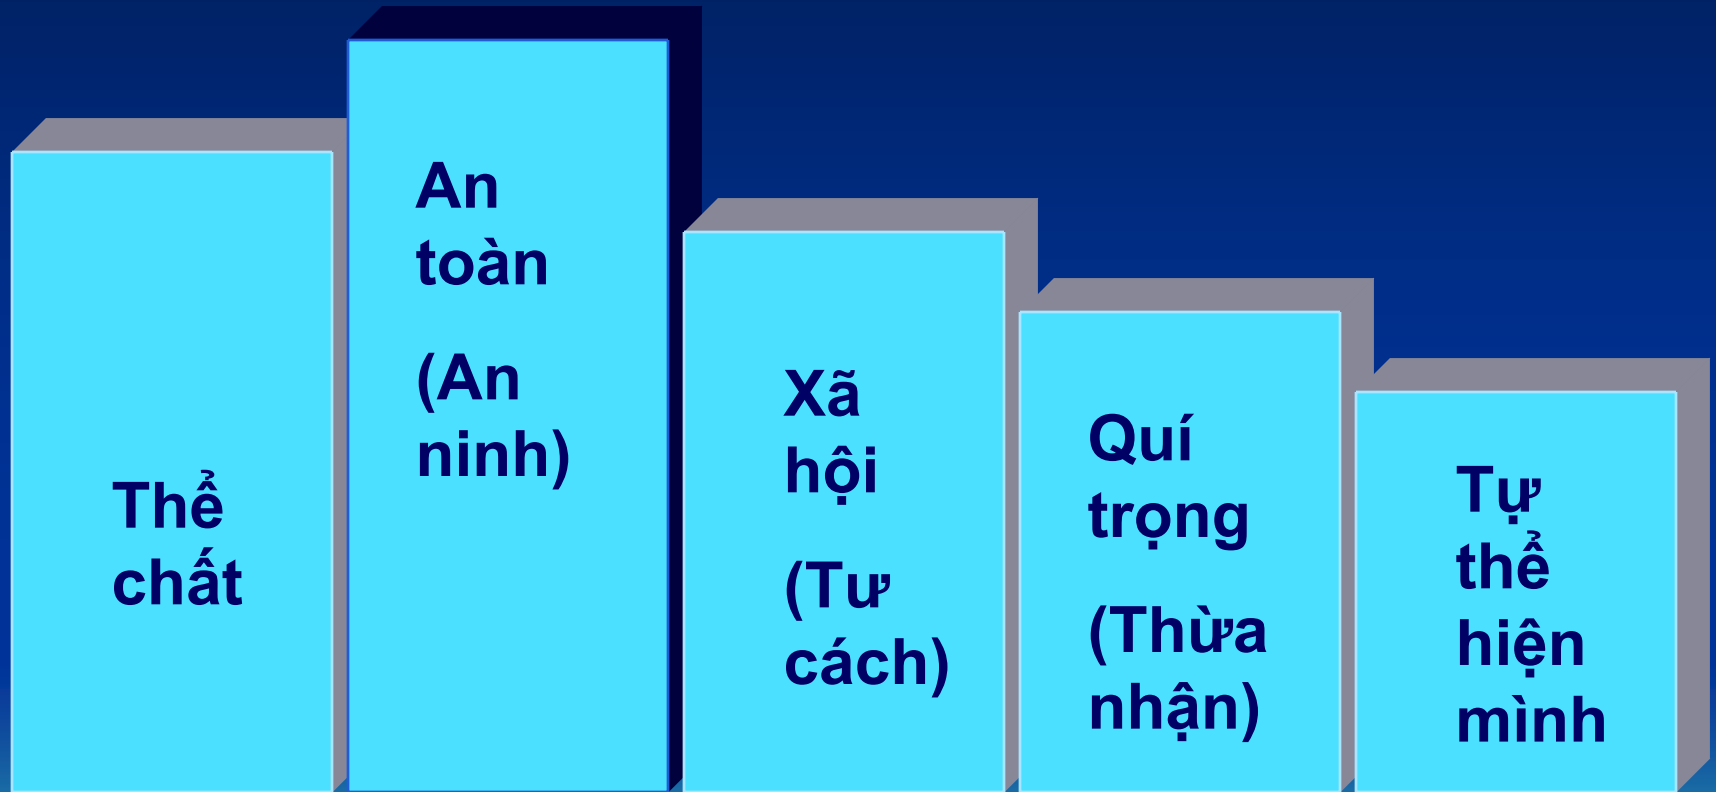 Thể
chất
An
toàn
(An
ninh)
Xã
hội
(Tư
cách)
Quí
trọng
(Thừa
nhận)
Tự
thể
hiện
mình